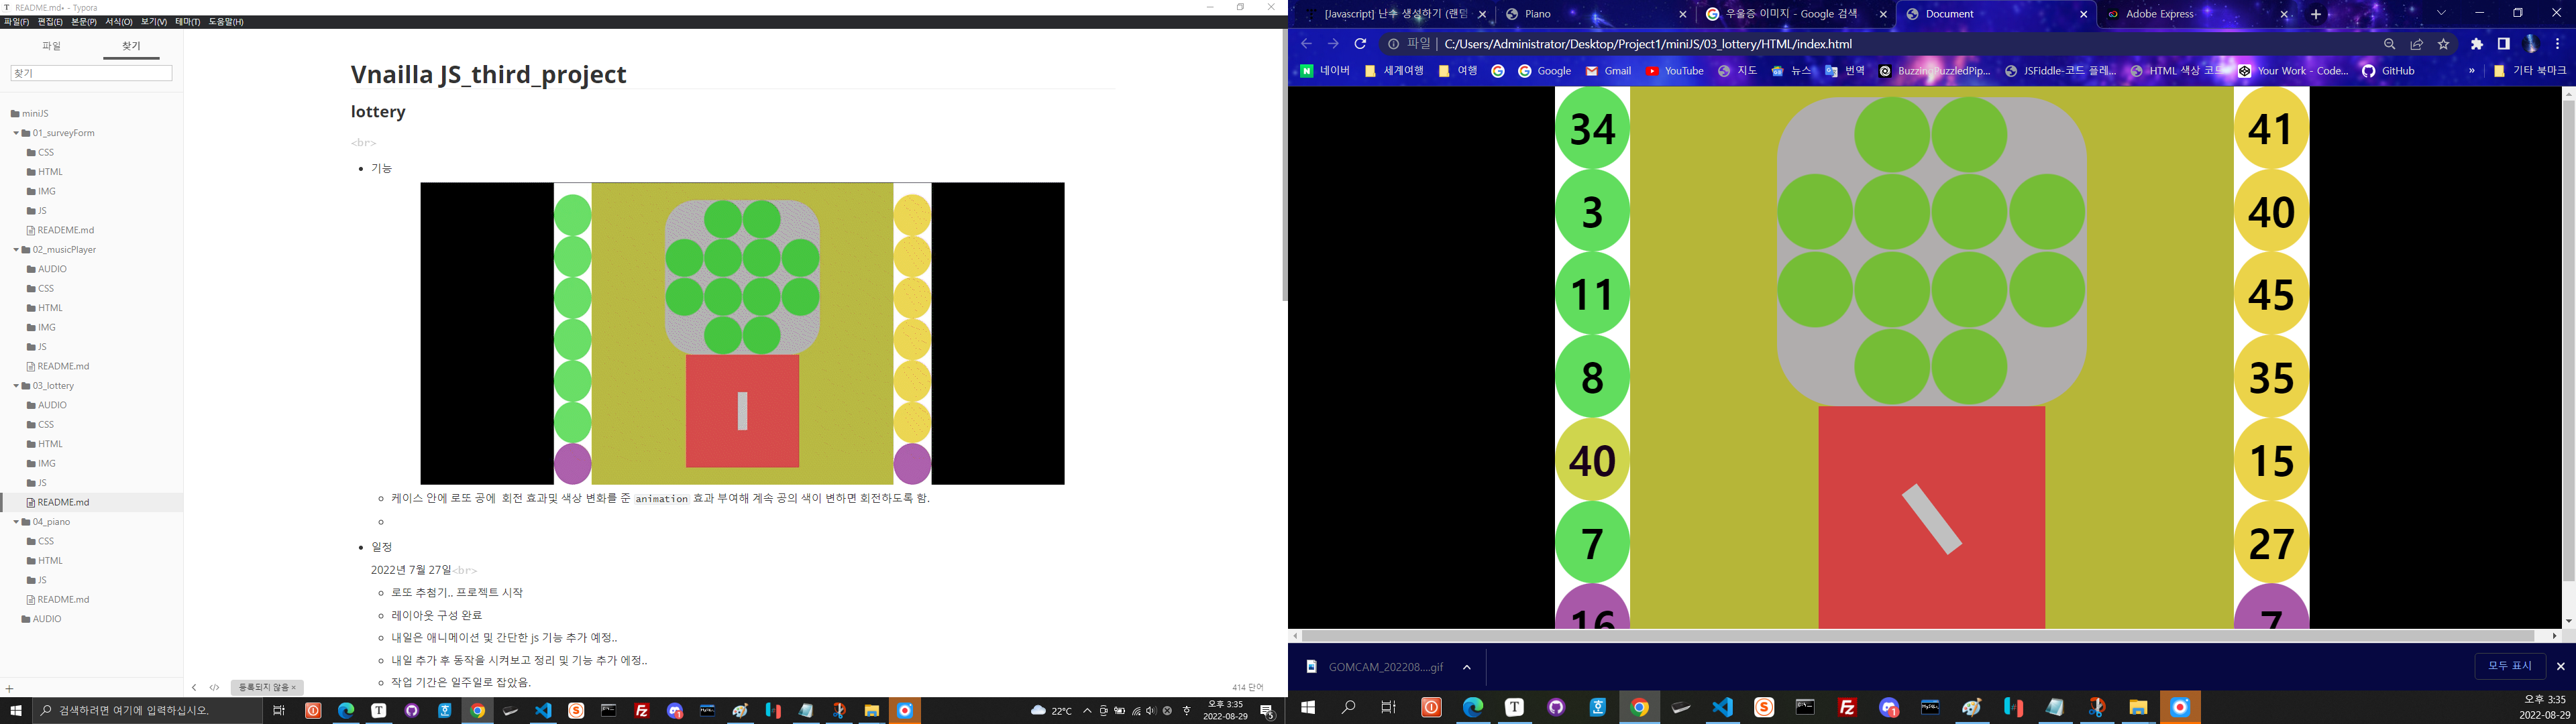 README.md• - Typora
파일(F) 편집(E) 본문(P) 서식(O) 보기(V) 테마(T) 도움말(H)
파일 찾기
찾기
miniJS
01_surveyForm
CSS
HTML
IMG
JS
READEME.md
02_musicPlayer
AUDIO
CSS
HTML
IMG
JS
README.md
03_lottery
AUDIO
CSS
HTML
IMG
JS
README.md
04_piano
CSS
HTML
JS
README.md
AUDIO
Vnailla JS_third_project
lottery
<br>
기능
케이스 안에 로또 공에 회전 효과및 색상 변화를 준 animation 효과 부여해 계속 공의 색이 변하면 회전하도록 함.
일정
2022년 7월 27일<br>
로또 추첨기.. 프로젝트 시작
레이아웃 구성 완료
내일은 애니메이션 및 간단한 js 기능 추가 예정..
내일 추가 후 동작을 시켜보고 정리 및 기능 추가 에정..
작업 기간은 일주일로 잡았음.
등록되지 않음 ×
414 단어
검색하려면 여기에 입력하십시오.
22℃
오후 3:35
2022-08-29
5
[Javascript] 난수 생성하기 (랜덤
Piano
우울증 이미지 - Google 검색
Document
Adobe Express
파일 | C:/Users/Administrator/Desktop/Project1/miniJS/03_lottery/HTML/index.html
네이버 세계여행 여행 Google Gmail YouTube 지도 뉴스 번역 BuzzingPuzzledPip... JSFiddle-코드 플레... HTML 색상 코드 Your Work - Code... GitHub » 기타 북마크
34
3
11
8
40
7
16
41
40
45
35
15
27
7
GOMCAM_202208....gif
모두 표시
오후 3:35
2022-08-29